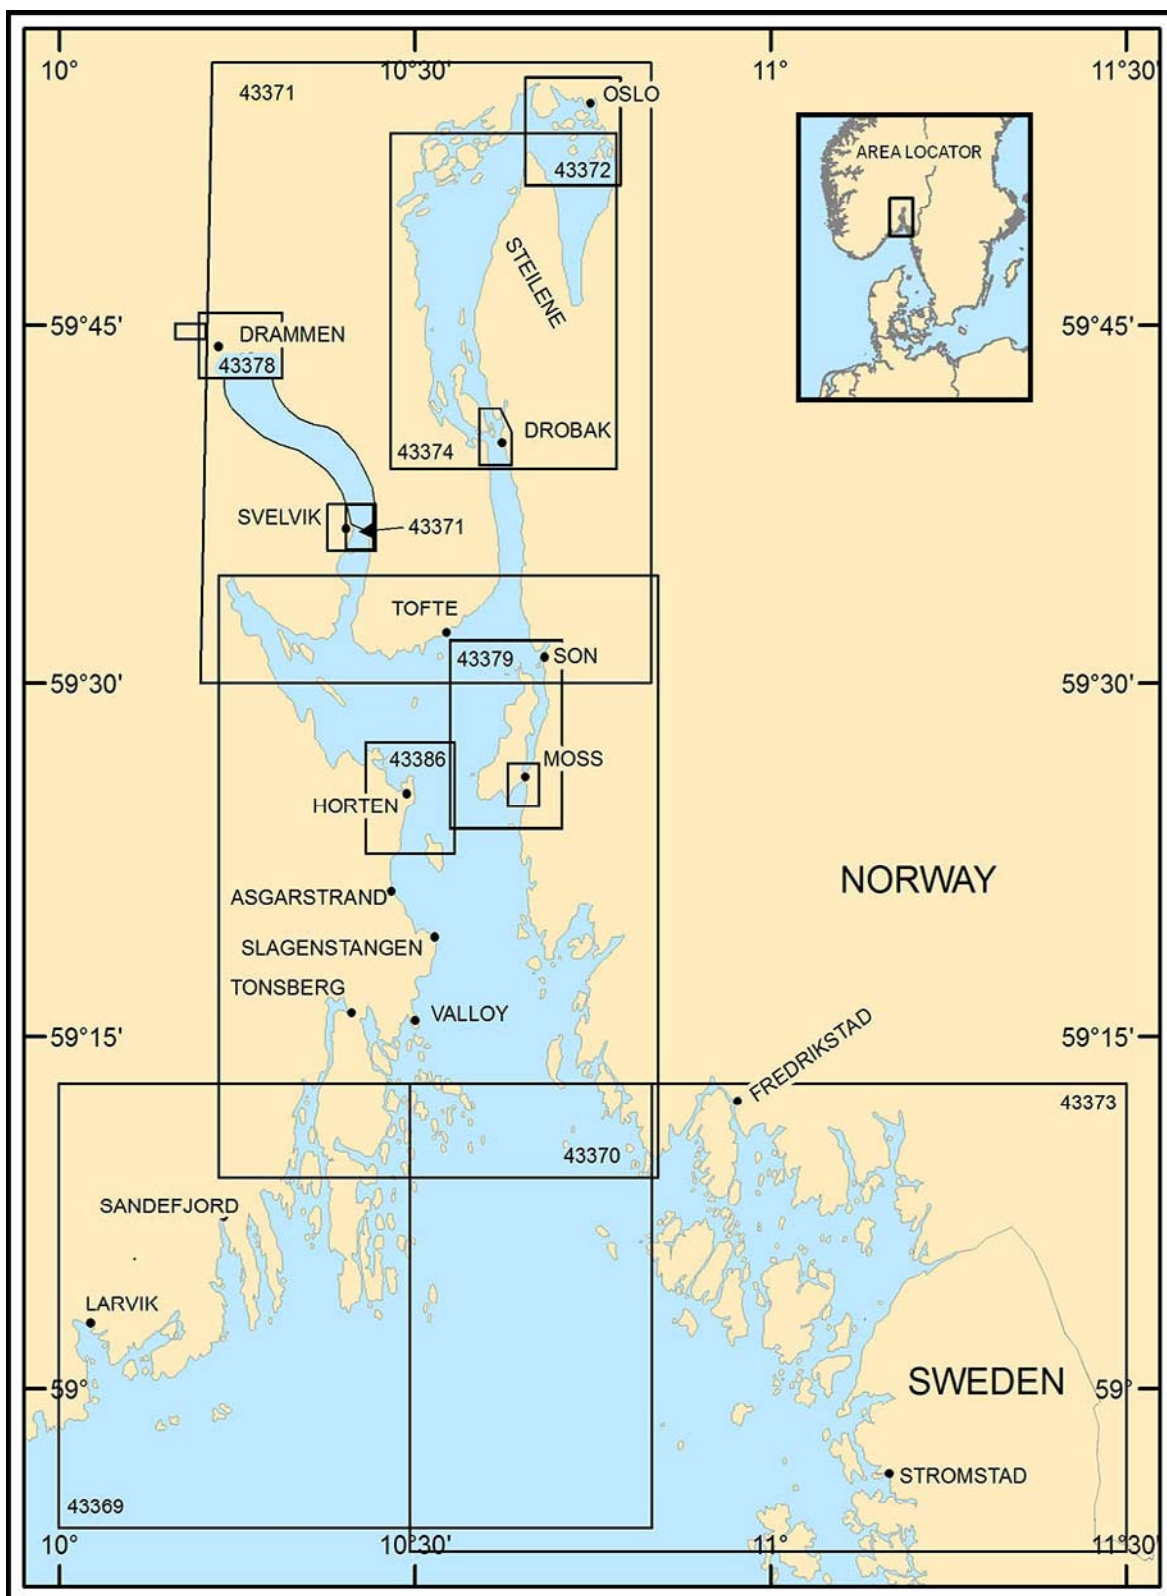 10°
10°30'
11°
11°30'
43371
OSLO
AREA LOCATOR
43372
STEILENE
59°45'
DRAMMEN
59°45'
43378
DROBAK
43374
SVELVIK
43371
TOFTE
43379
SON
59°30'
59°30'
43386
MOSS
HORTEN
NORWAY
ASGARSTRAND
SLAGENSTANGEN
TONSBERG
VALLOY
59°15'
FREDRIKSTAD
59°15'
43373
43370
SANDEFJORD
LARVIK
59°
SWEDEN
59°
STROMSTAD
43369
10°
10°30'
11°
11°30'